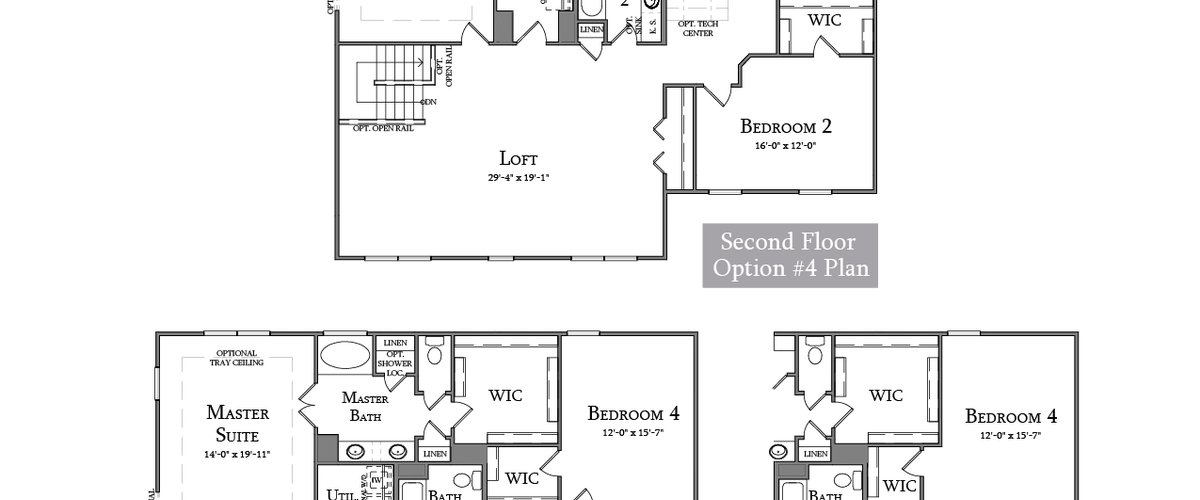 2
WIC
OPT.
SINK
K. S.
OPT. TECH
CENTER
LINEN
OPT.
OPEN RAIL
DN
OPT. OPEN RAIL
BEDROOM 2
16'-0" x 12'-0"
LOFT
29'-4" x 19'-1"
Second Floor
Option #4 Plan
OPTIONAL
TRAY CEILING
LINEN
OPT.
SHOWER
LOC.
MASTER
BATH
WIC
WIC
MASTER
SUITE
14'-0" x 19'-11"
BEDROOM 4
12'-0" x 15'-7"
BEDROOM 4
12'-0" x 15'-7"
LINEN
LINEN
WIC
WIC
UTIL.
BATH
BATH